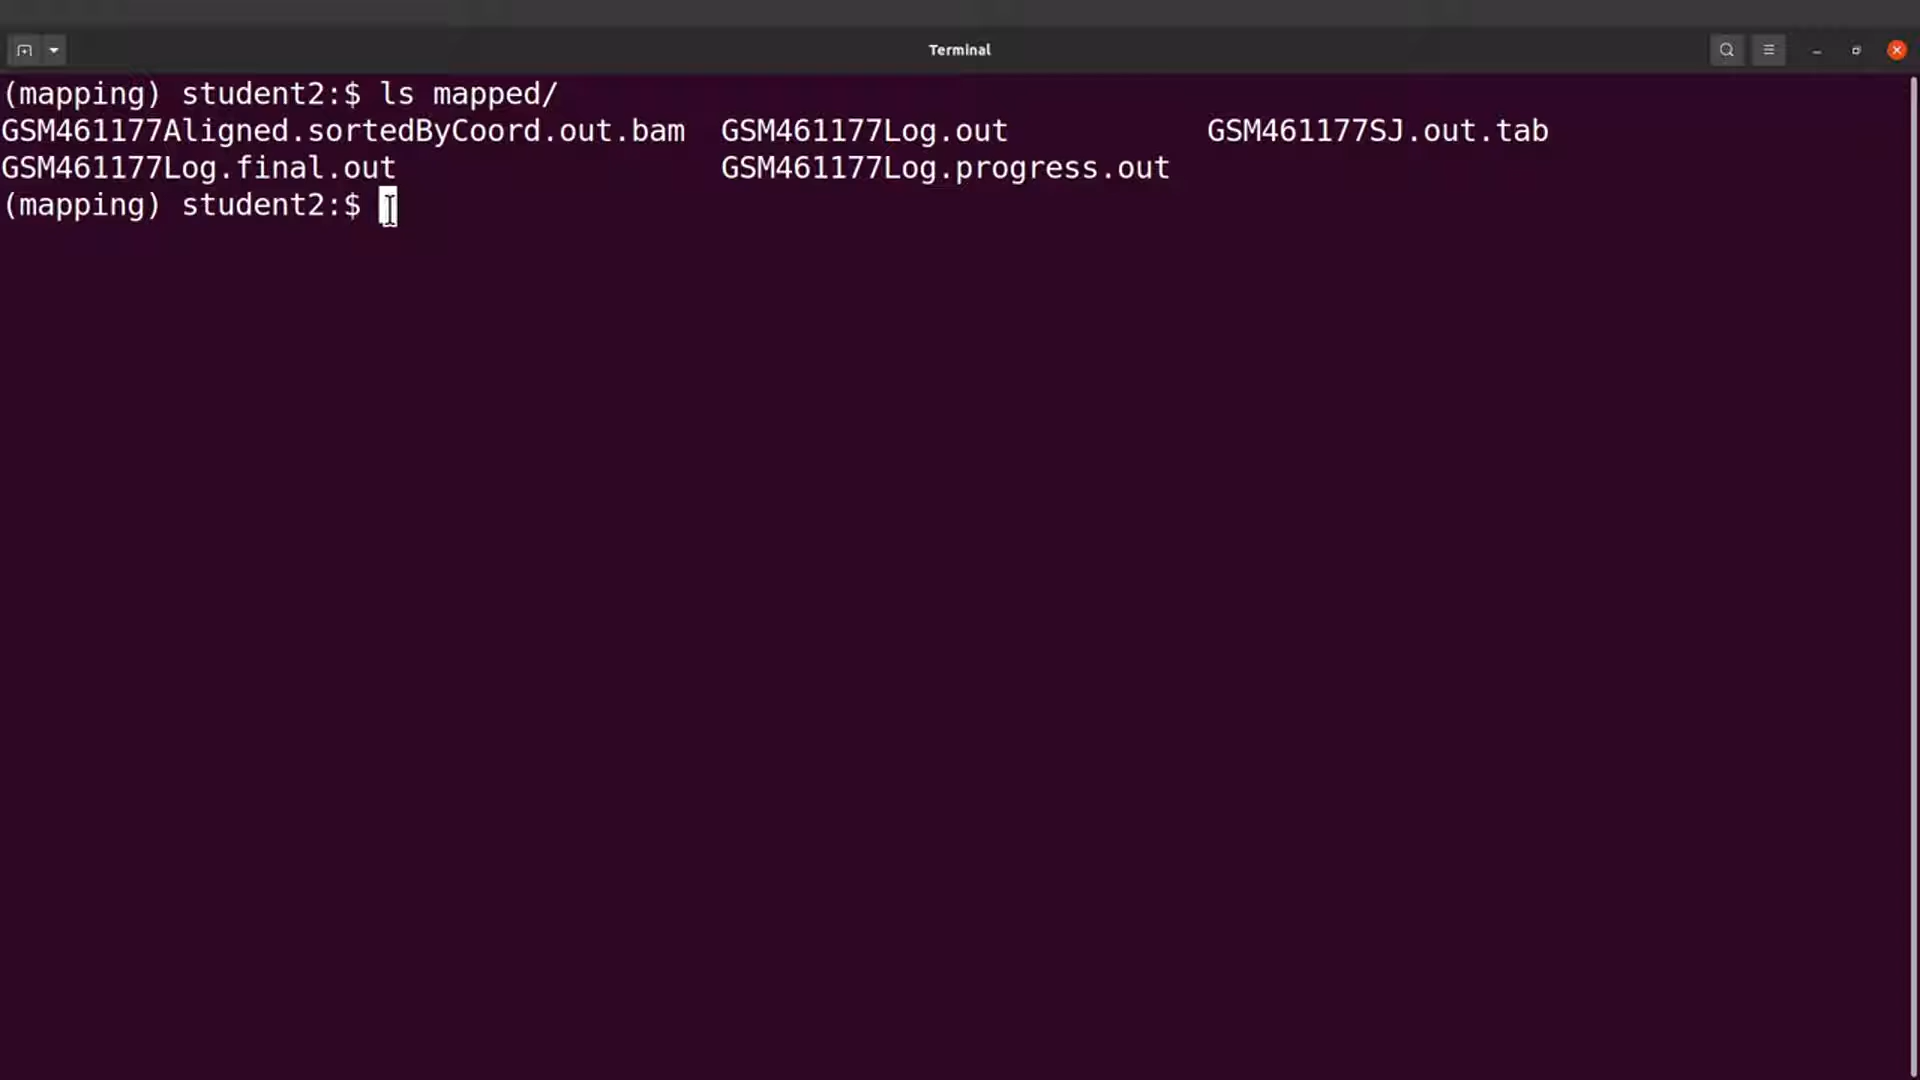 Terminal
(mapping) student2:$ ls mapped/
GSM461177Aligned.sortedByCoord.out.bam  GSM461177Log.out           GSM461177SJ.out.tab
GSM461177Log.final.out                  GSM461177Log.progress.out
(mapping) student2:$